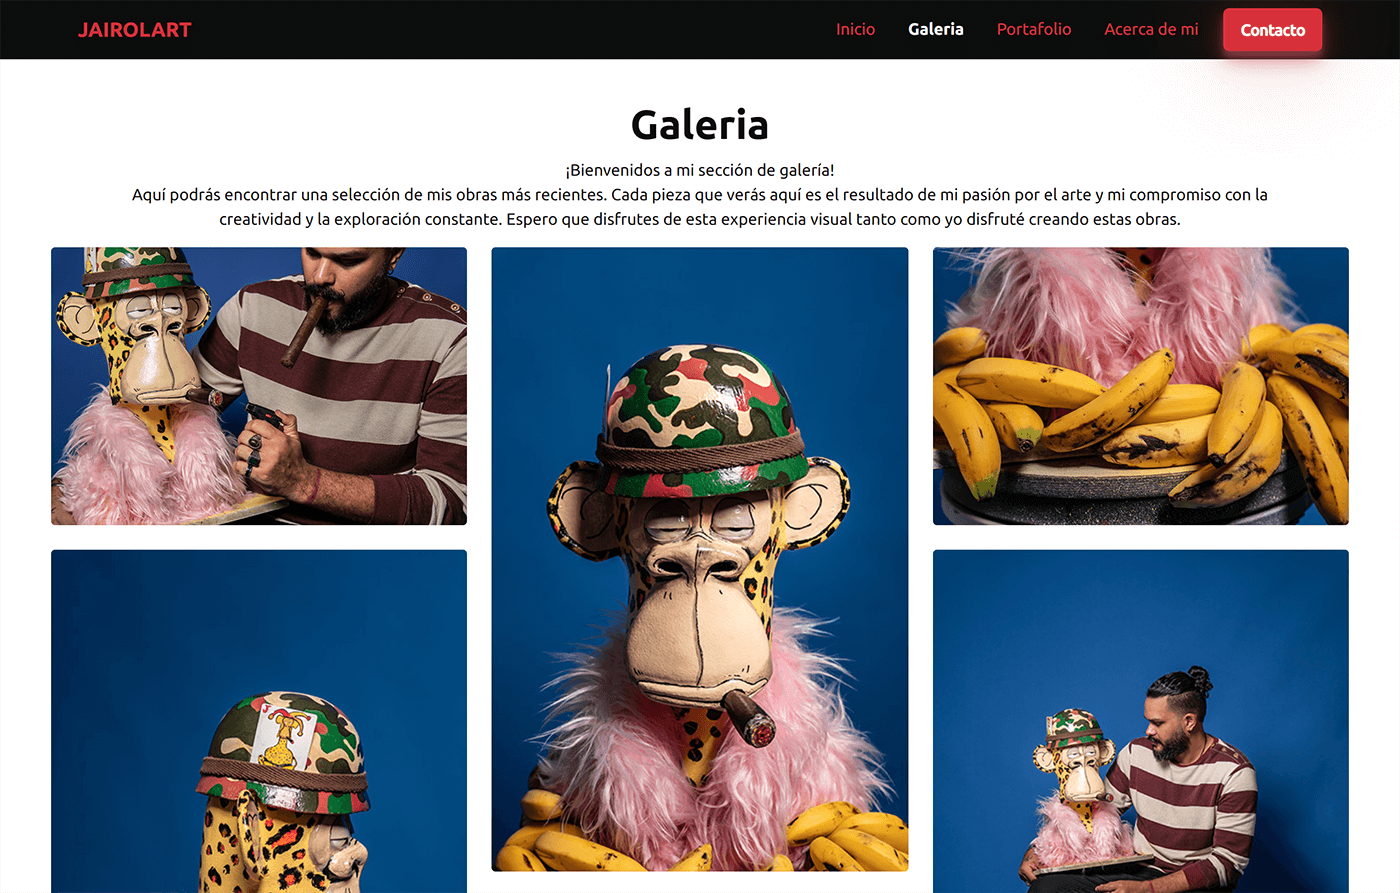 JAIROLART
Inicio
Galeria
Portafolio
Acerca de mi
Contacto
Galeria
¡Bienvenidos a mi sección de galería!
Aquí podrás encontrar una selección de mis obras más recientes. Cada pieza que verás aquí es el resultado de mi pasión por el arte y mi compromiso con la
creatividad y la exploración constante. Espero que disfrutes de esta experiencia visual tanto como yo disfruté creando estas obras.